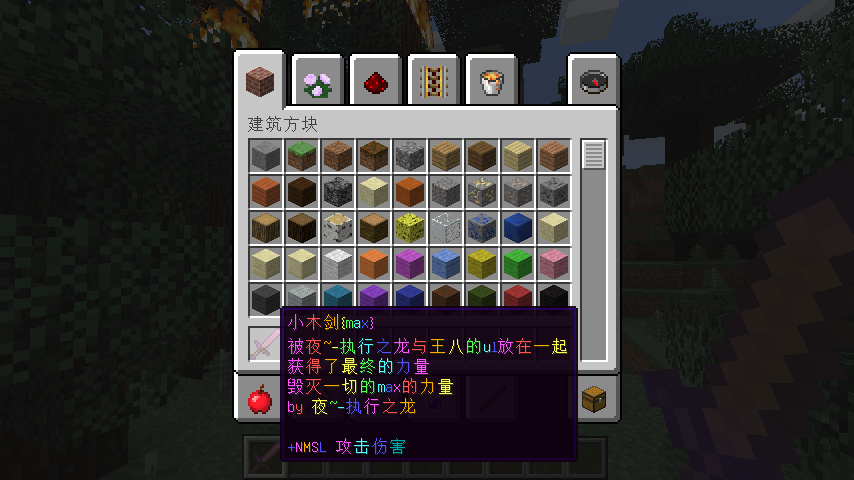 建筑方块
小木剑{max}
被夜~-执行之龙与王八的ul放在一起
获得了最终的力量
毁灭一切的max的力量
by 夜~-执行之龙
+NMSL 攻击伤害